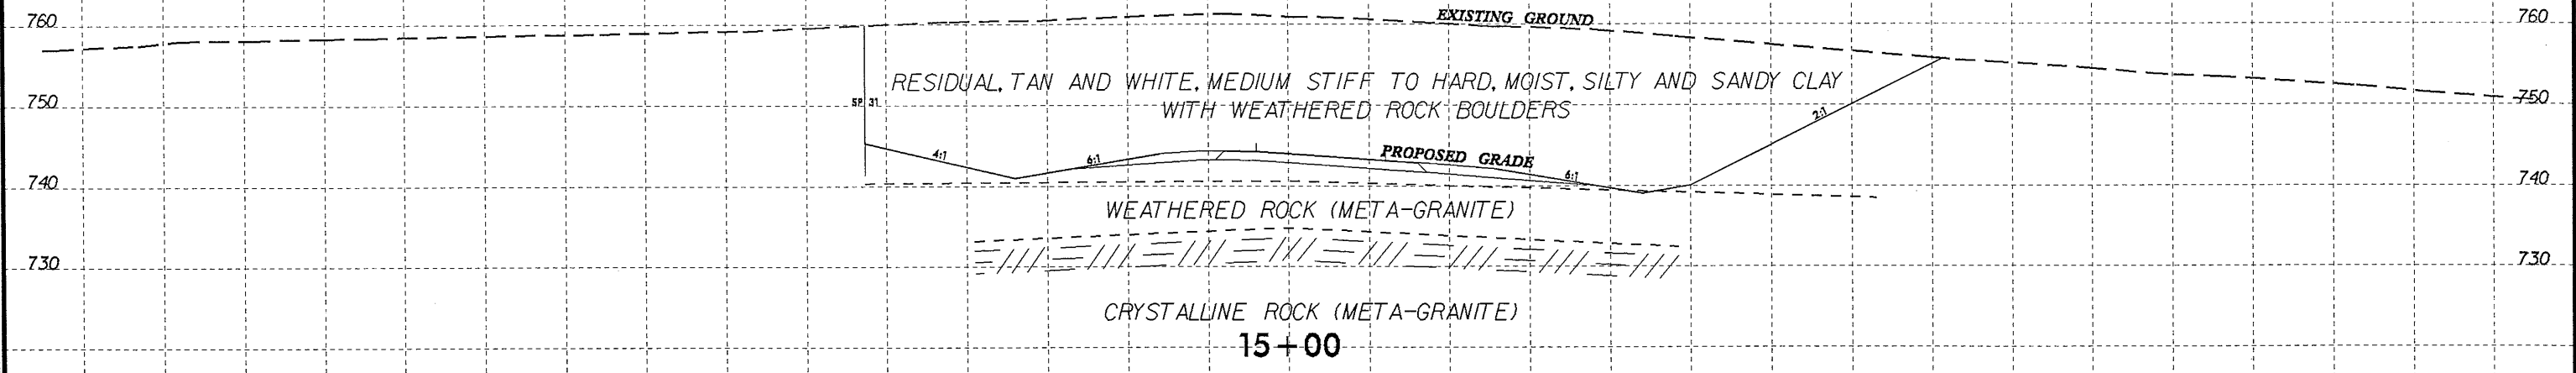 760 EXISTING GROUND 760
RESIDUAL, TAN AND WHITE, MEDIUM STIFF TO HARD, MOIST, SILTY AND SANDY CLAY
750 SP 31 WITH WEATHERED ROCK BOULDERS 2:1 750
4:1 6:1 PROPOSED GRADE 6:1
740 740
WEATHERED ROCK (META-GRANITE)
730 730
CRYSTALLINE ROCK (META-GRANITE)
15+00